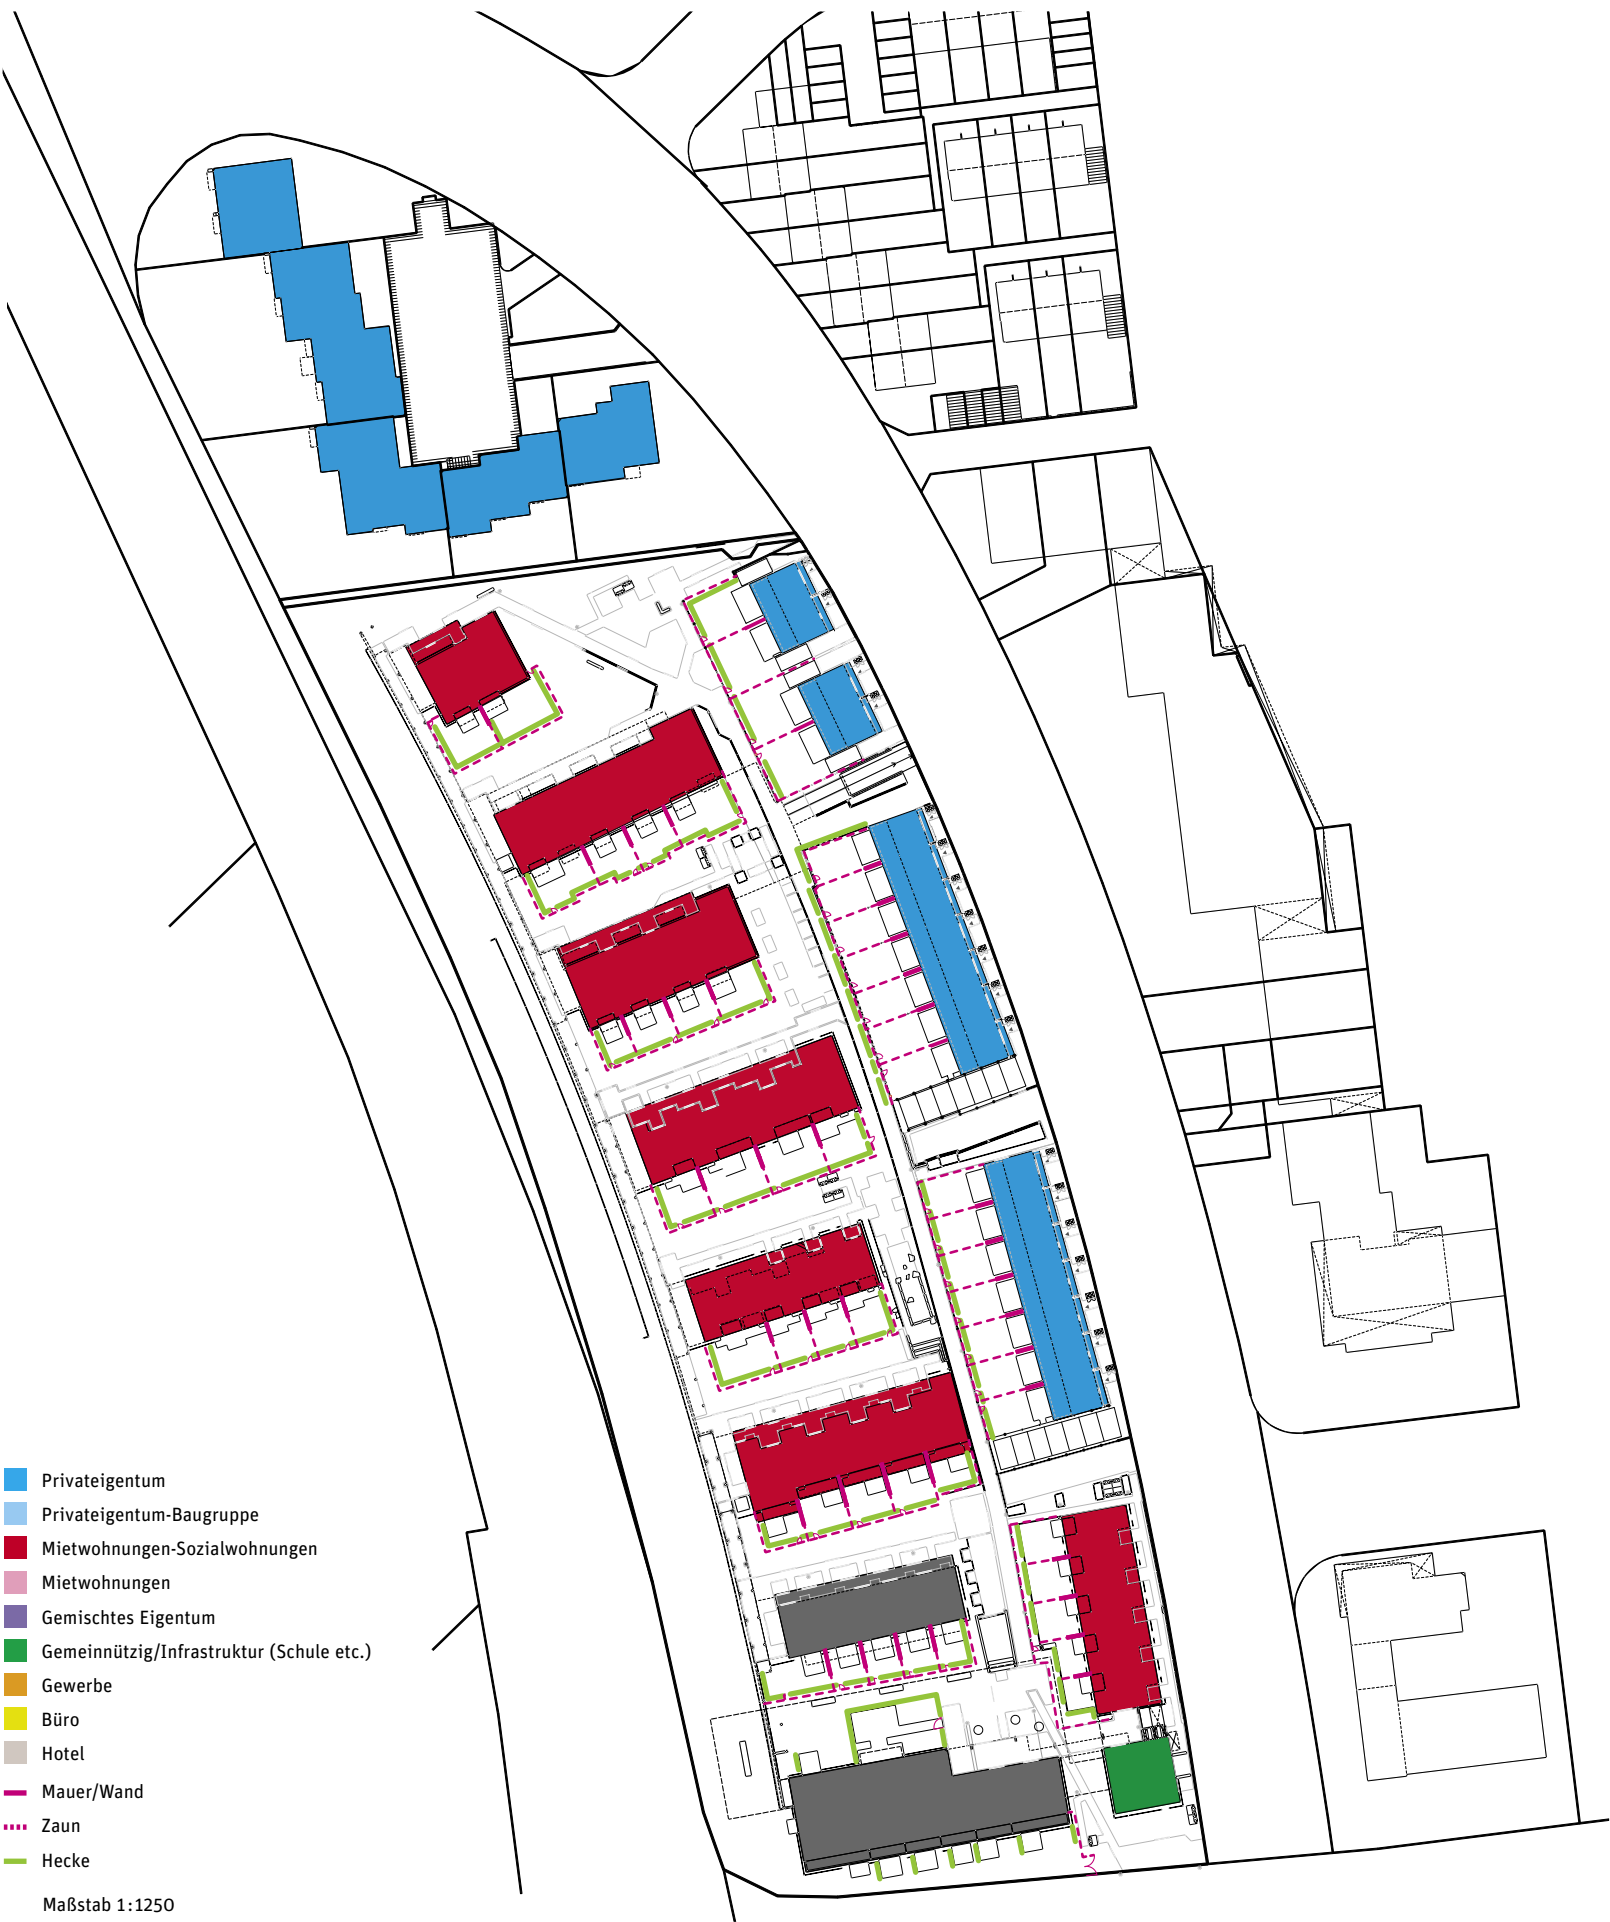 Privateigentum
Privateigentum-Baugruppe
Mietwohnungen-Sozialwohnungen
Mietwohnungen
Gemischtes Eigentum
Gemeinnützig/Infrastruktur (Schule etc.)
Gewerbe
Büro
Hotel
Mauer/Wand
Zaun
Hecke
Maßstab 1:1250